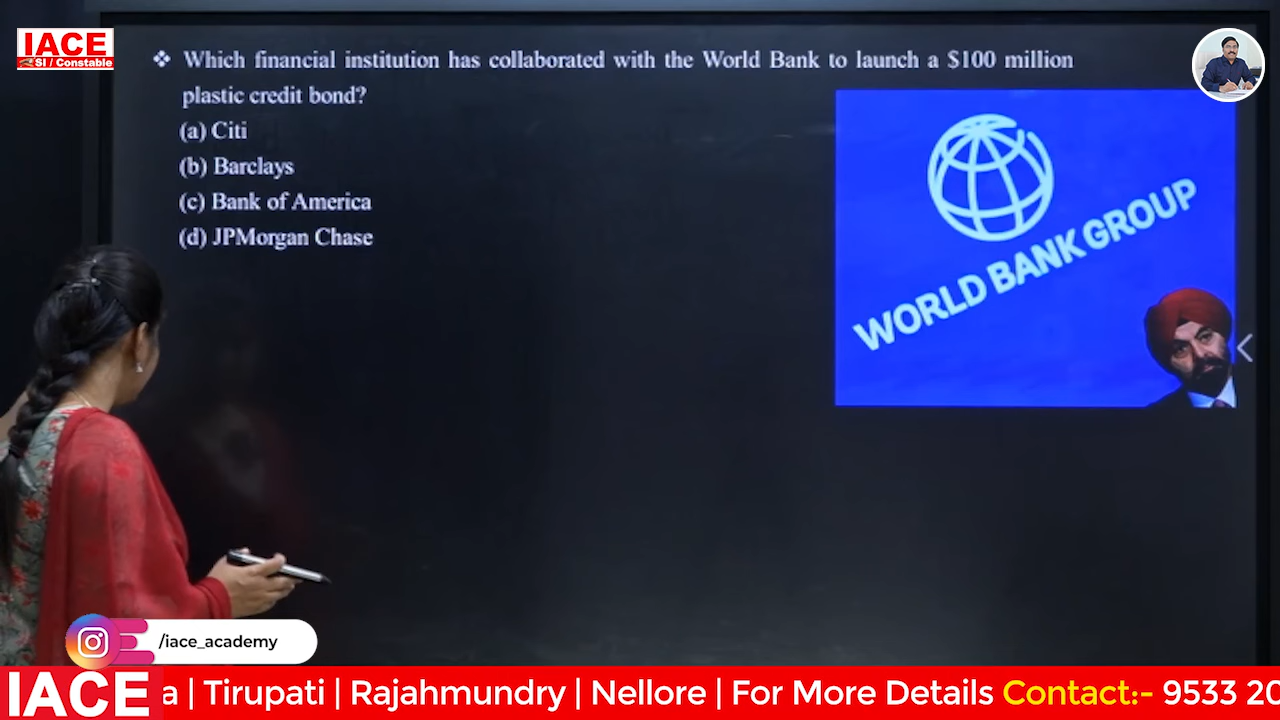 IACE
SI / Constable
❖ Which financial institution has collaborated with the World Bank to launch a $100 million
plastic credit bond?
(a) Citi
(b) Barclays
(c) Bank of America
(d) JPMorgan Chase
WORLD BANK GROUP
/iace_academy
IACE a | Tirupati | Rajahmundry | Nellore | For More Details Contact:- 9533 20